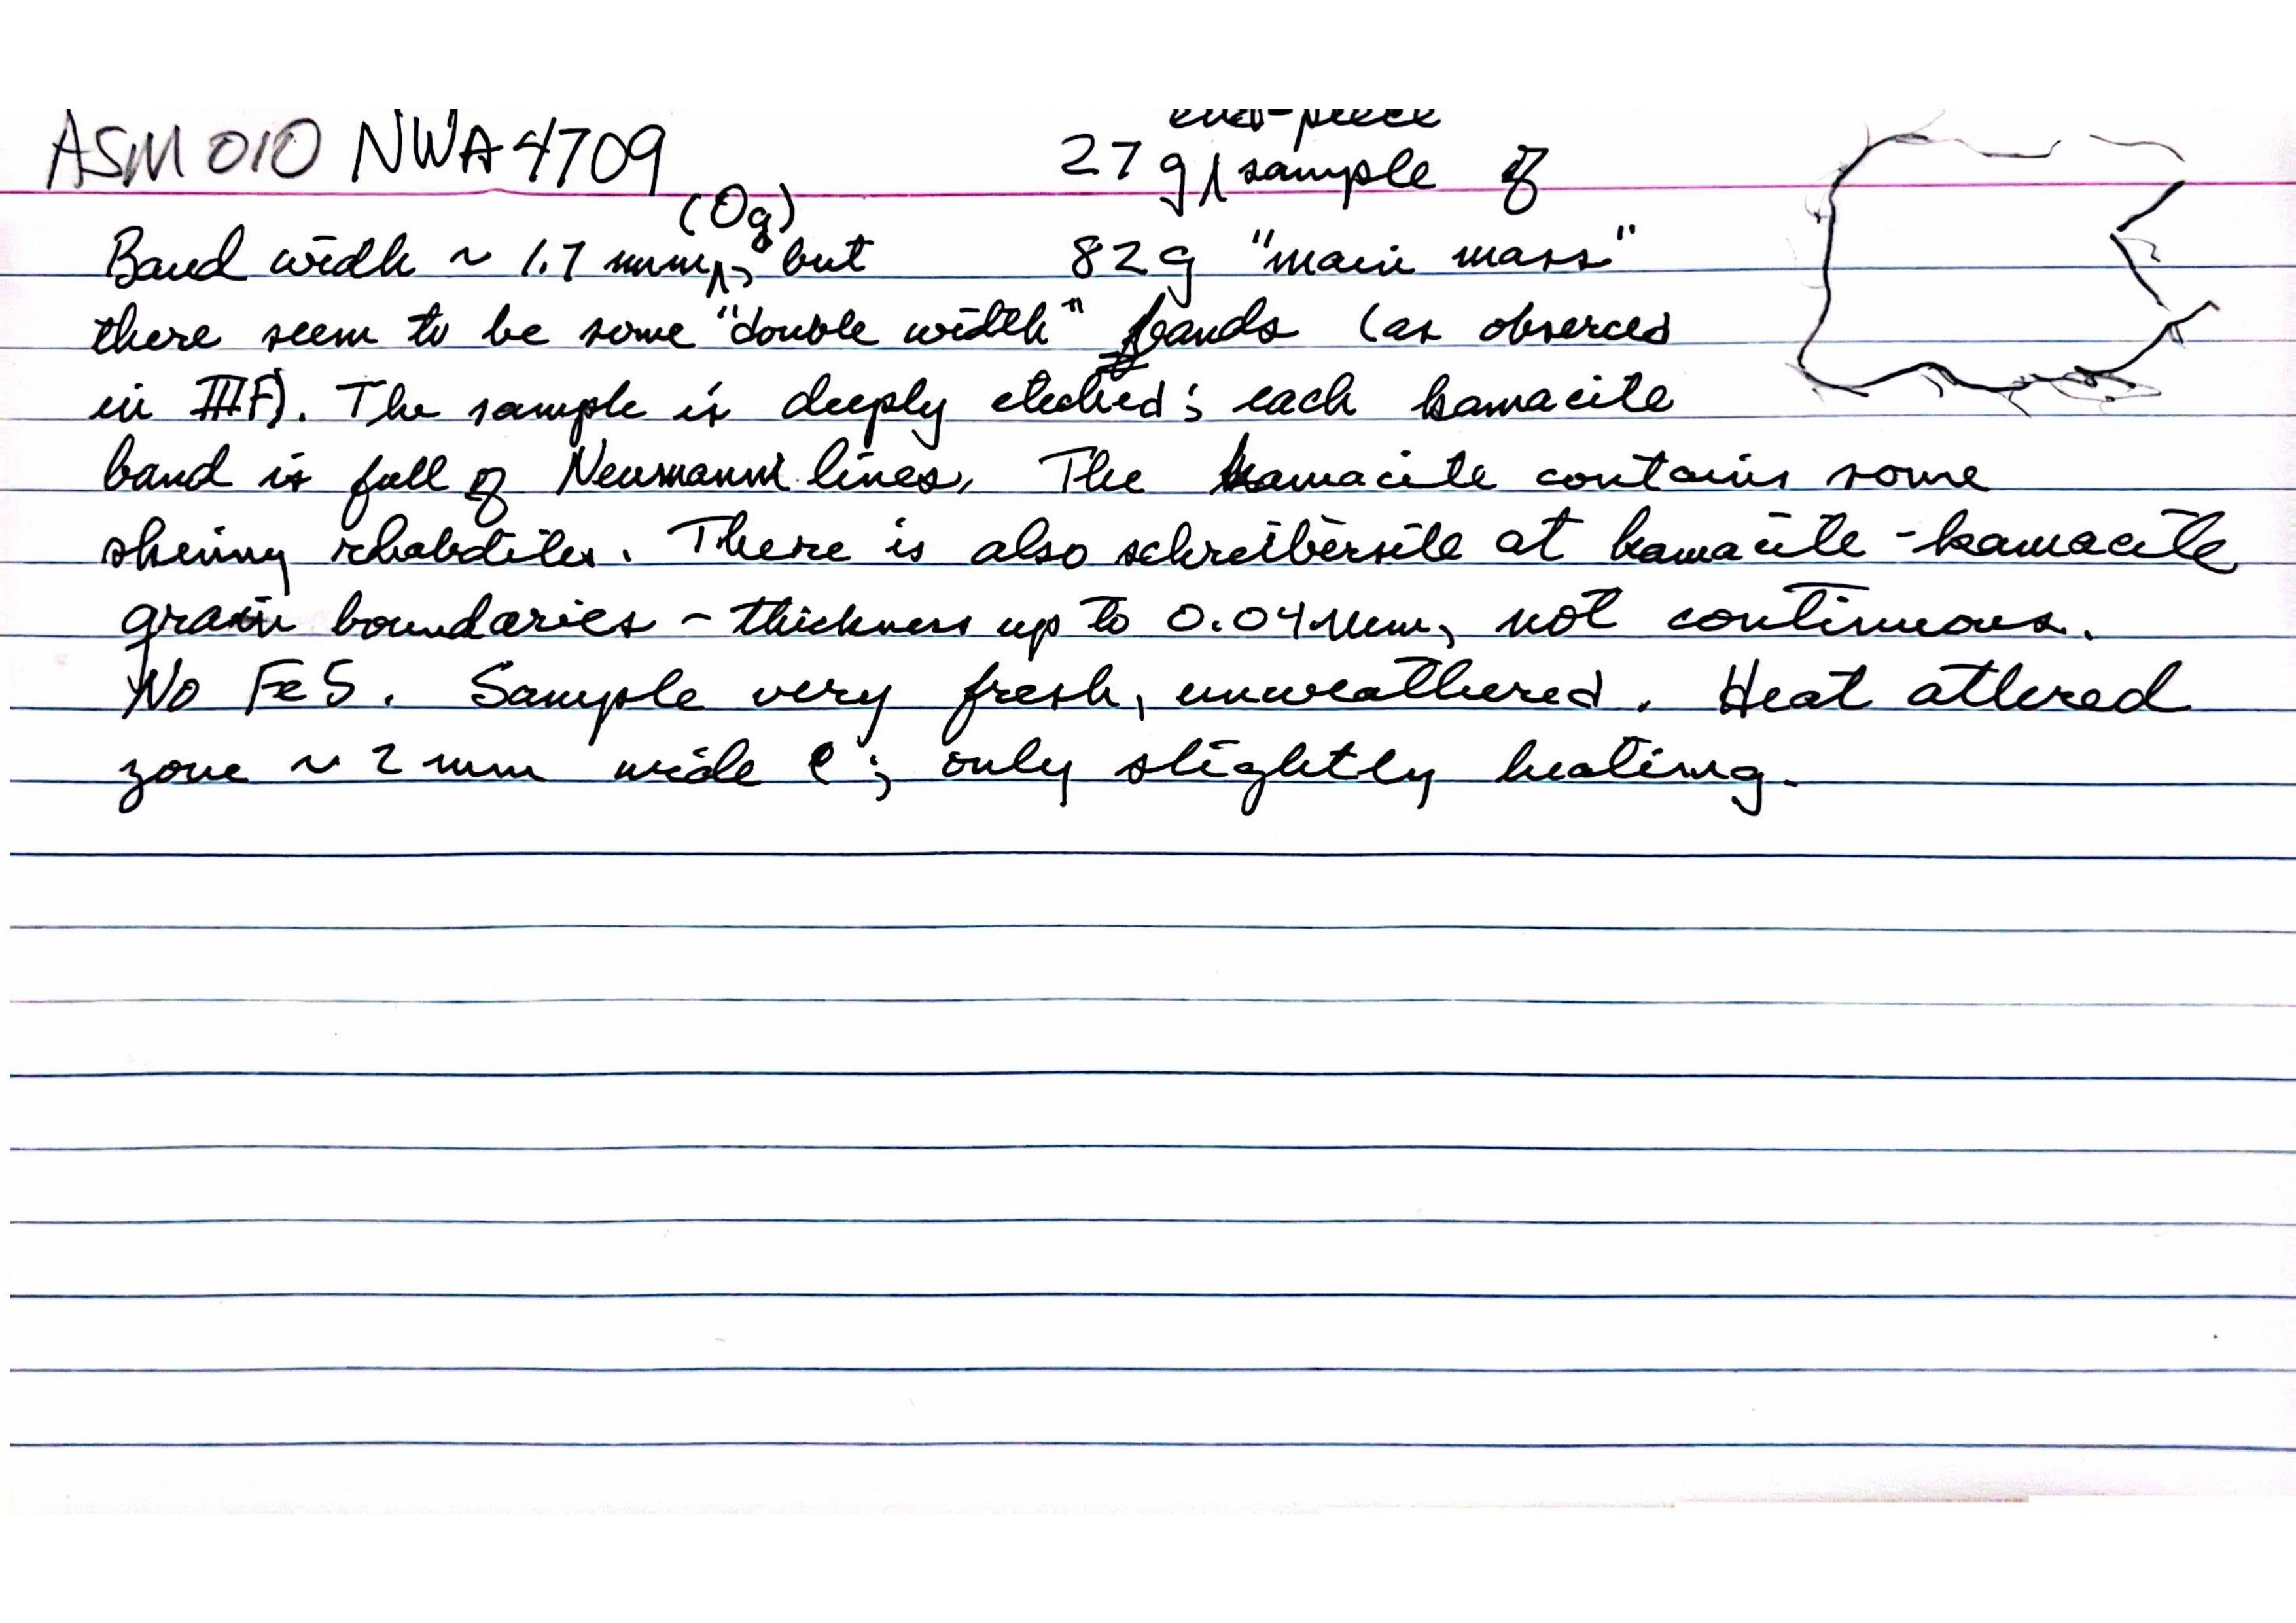 ASM 010 NWA 4709
end-piece
27 g ∧ sample of
(Og)
Band width ~ 1.7 mm ∧, but 82 g "main mass"
there seem to be some "double width" bands (as observed
in IIIF). The sample is deeply etched; each kamacite
band is full of Neumann lines. The kamacite contains some
shiny rhabdites. There is also schreibersite at kamacite-kamacite
grain boundaries - thickness up to 0.04 mm, not continuous.
No FeS. Sample very fresh, unweathered. Heat altered
zone ~ 2 mm wide ; only slightly heating.